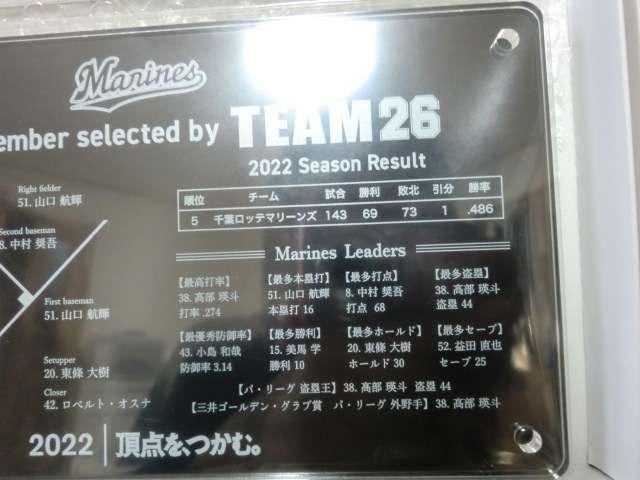 Marines
ember selected by TEAM 26
2022 Season Result
順位 チーム 試合 勝利 敗北 引分 勝率
5 千葉ロッテマリーンズ 143 69 73 1 .486
Right fielder
51. 山口 航輝
Second baseman
8. 中村 奨吾
First baseman
51. 山口 航輝
Setupper
20. 東條 大樹
Closer
42. ロベルト・オスナ
Marines Leaders
【最高打率】 【最多本塁打】 【最多打点】 【最多盗塁】
38. 髙部 瑛斗 51. 山口 航輝 8. 中村 奨吾 38. 髙部 瑛斗
打率 .274 本塁打 16 打点 68 盗塁 44
【最優秀防御率】 【最多勝利】 【最多ホールド】 【最多セーブ】
43. 小島 和哉 15. 美馬 学 20. 東條 大樹 52. 益田 直也
防御率 3.14 勝利 10 ホールド 30 セーブ 25
【パ・リーグ 盗塁王】 38. 髙部 瑛斗 盗塁 44
【三井ゴールデン・グラブ賞 パ・リーグ 外野手】 38. 髙部 瑛斗
2022 頂点を、つかむ。